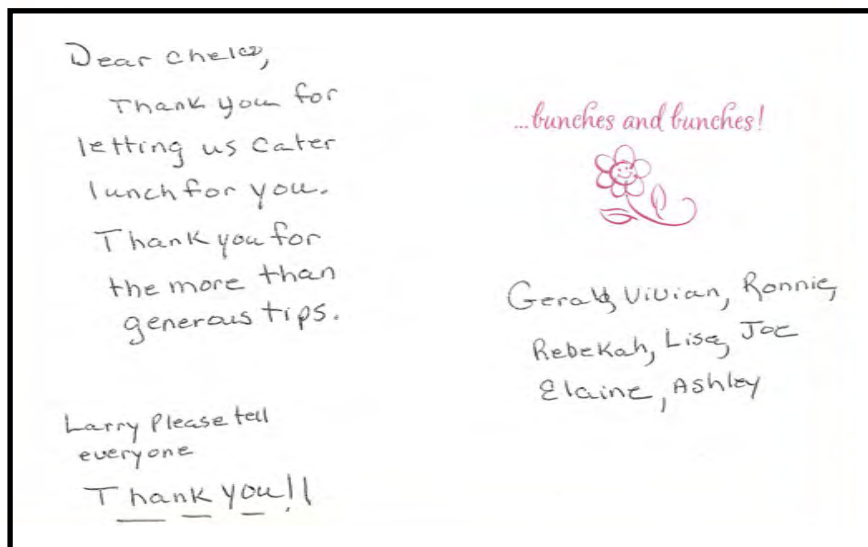 Dear Chelco,
Thank you for
letting us cater
lunch for you.
Thank you for
the more than
generous tips.
Larry Please tell
everyone
Thank you!!
...bunches and bunches!
Gerald, Vivian, Ronnie,
Rebekah, Lisa, Joe
Elaine, Ashley